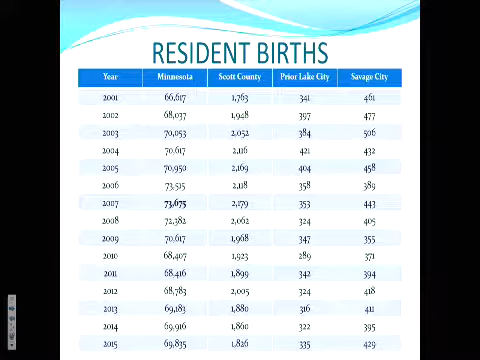 RESIDENT BIRTHS
Year Minnesota Scott County Prior Lake City Savage City
2001 66,617 1,763 341 461
2002 68,037 1,948 397 477
2003 70,053 2,052 384 506
2004 70,617 2,116 421 432
2005 70,950 2,169 404 458
2006 73,515 2,118 358 389
2007 73,675 2,179 353 443
2008 72,382 2,062 324 405
2009 70,617 1,968 347 355
2010 68,407 1,923 289 371
2011 68,416 1,899 342 394
2012 68,783 2,005 324 418
2013 69,183 1,880 316 411
2014 69,916 1,860 322 395
2015 69,835 1,826 335 429